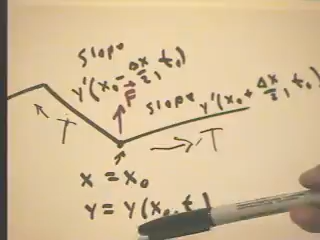 slope
y'(x₀ - Δx/2, t₀)
F
slope y'(x₀ + Δx/2, t₀)
T
T
x = x₀
y = y(x₀, t